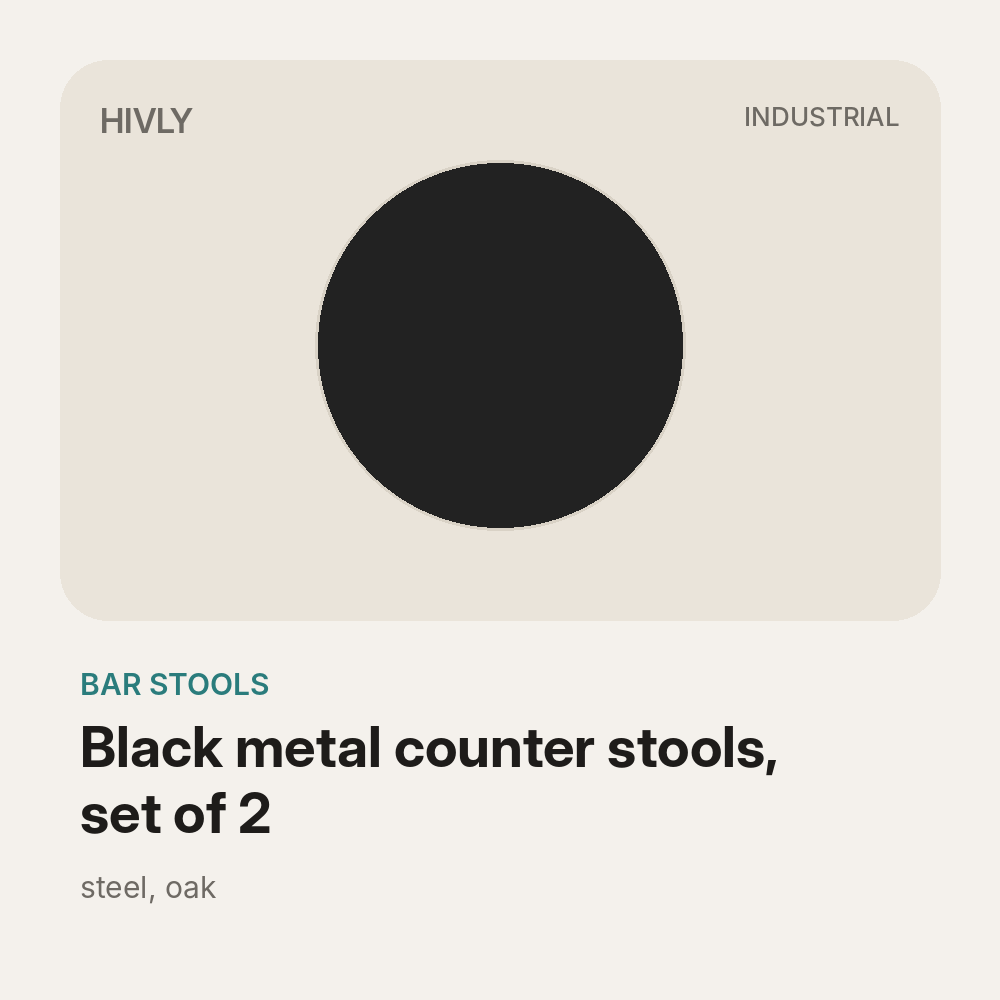 HIVLY
INDUSTRIAL
BAR STOOLS
Black metal counter stools,
set of 2
steel, oak